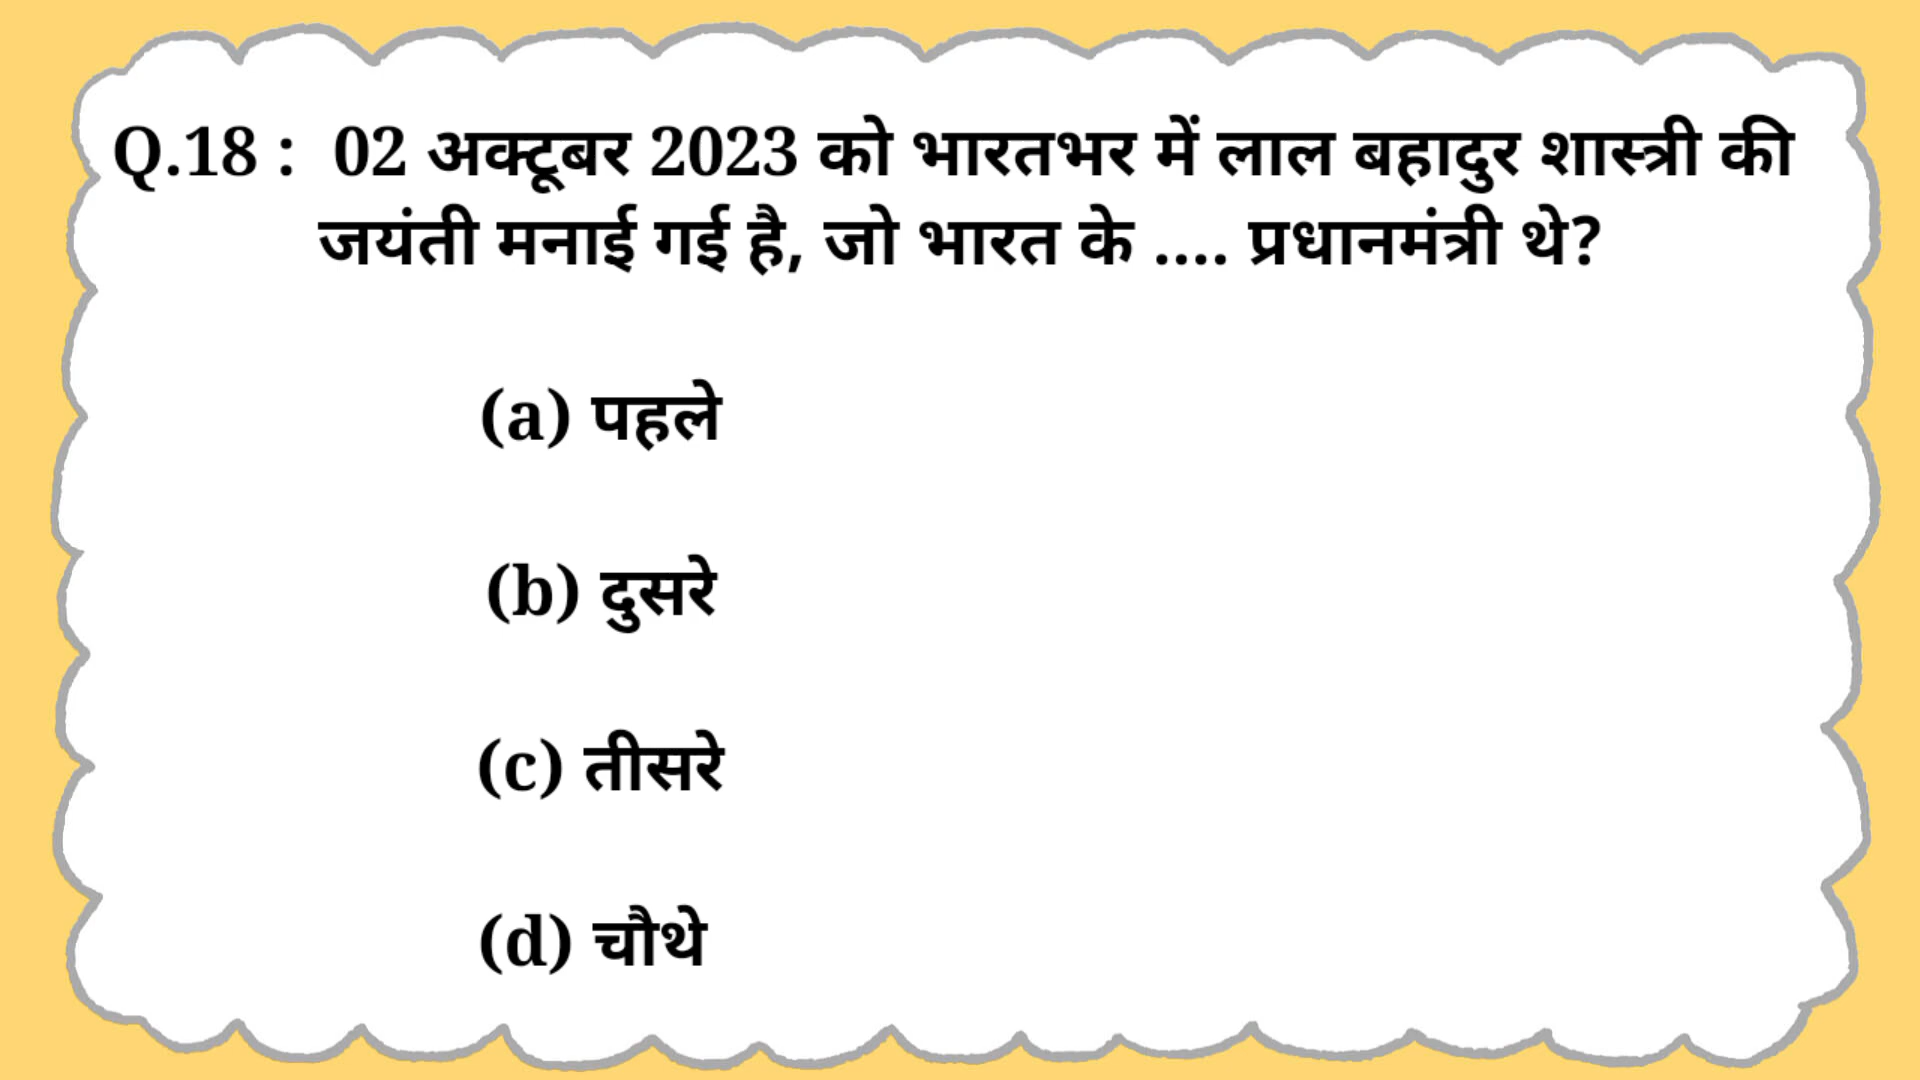 Q.18 : 02 अक्टूबर 2023 को भारतभर में लाल बहादुर शास्त्री की
जयंती मनाई गई है, जो भारत के .... प्रधानमंत्री थे?
(a) पहले
(b) दुसरे
(c) तीसरे
(d) चौथे